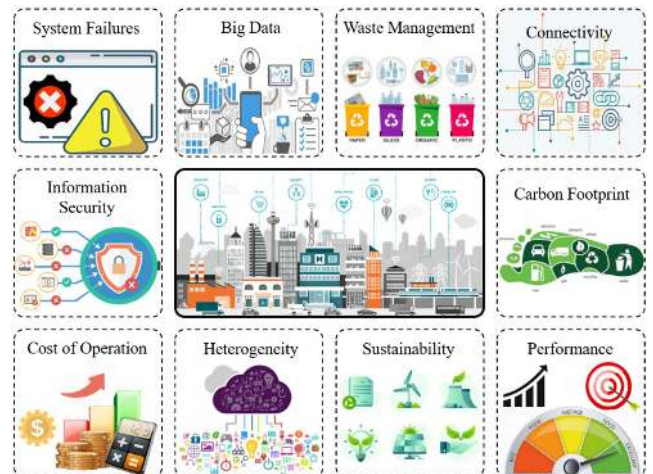 System Failures
Big Data
Waste Management
Connectivity
PAPER
GLASS
ORGANIC
PLASTIC
Information
Security
H
Carbon Footprint
Cost of Operation
Heterogeneity
Sustainability
Performance
$